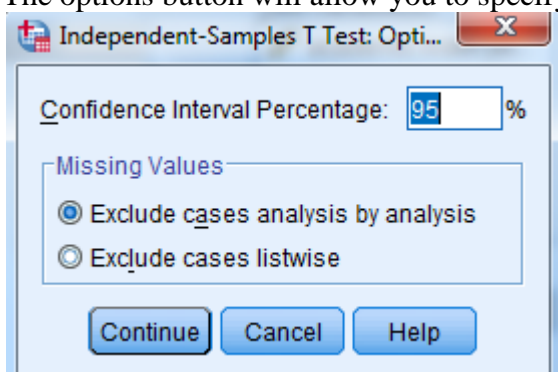 The options button will allow you to specify
Independent-Samples T Test: Opti...
Confidence Interval Percentage: 95 %
Missing Values
Exclude cases analysis by analysis
Exclude cases listwise
Continue Cancel Help